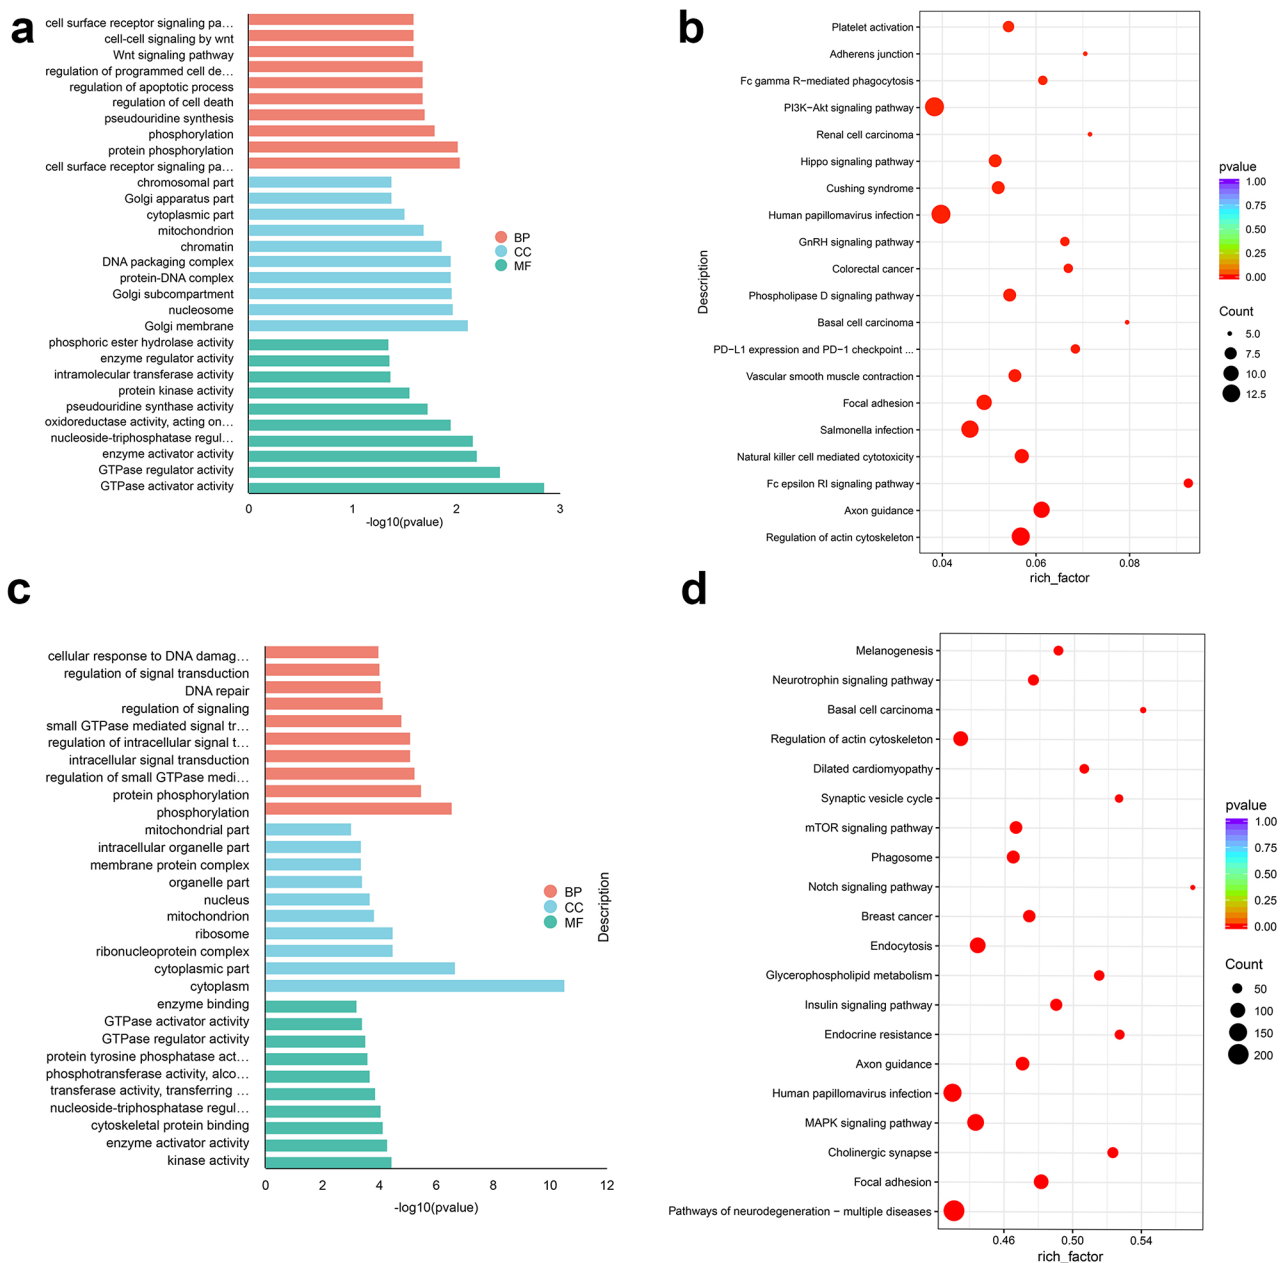 a
cell surface receptor signaling pa…
cell-cell signaling by wnt
Wnt signaling pathway
regulation of programmed cell de…
regulation of apoptotic process
regulation of cell death
pseudouridine synthesis
phosphorylation
protein phosphorylation
cell surface receptor signaling pa…
chromosomal part
Golgi apparatus part
cytoplasmic part
mitochondrion
chromatin
DNA packaging complex
protein-DNA complex
Golgi subcompartment
nucleosome
Golgi membrane
phosphoric ester hydrolase activity
enzyme regulator activity
intramolecular transferase activity
protein kinase activity
pseudouridine synthase activity
oxidoreductase activity, acting on…
nucleoside-triphosphatase regul…
enzyme activator activity
GTPase regulator activity
GTPase activator activity
0 1 2 3
-log10(pvalue)
BP
CC
MF
b
Description
Platelet activation
Adherens junction
Fc gamma R−mediated phagocytosis
PI3K−Akt signaling pathway
Renal cell carcinoma
Hippo signaling pathway
Cushing syndrome
Human papillomavirus infection
GnRH signaling pathway
Colorectal cancer
Phospholipase D signaling pathway
Basal cell carcinoma
PD−L1 expression and PD−1 checkpoint ...
Vascular smooth muscle contraction
Focal adhesion
Salmonella infection
Natural killer cell mediated cytotoxicity
Fc epsilon RI signaling pathway
Axon guidance
Regulation of actin cytoskeleton
0.04 0.06 0.08
rich_factor
pvalue
1.00
0.75
0.50
0.25
0.00
Count
5.0
7.5
10.0
12.5
c
cellular response to DNA damag…
regulation of signal transduction
DNA repair
regulation of signaling
small GTPase mediated signal tr…
regulation of intracellular signal t…
intracellular signal transduction
regulation of small GTPase medi…
protein phosphorylation
phosphorylation
mitochondrial part
intracellular organelle part
membrane protein complex
organelle part
nucleus
mitochondrion
ribosome
ribonucleoprotein complex
cytoplasmic part
cytoplasm
enzyme binding
GTPase activator activity
GTPase regulator activity
protein tyrosine phosphatase act…
phosphotransferase activity, alco…
transferase activity, transferring …
nucleoside-triphosphatase regul…
cytoskeletal protein binding
enzyme activator activity
kinase activity
0 2 4 6 8 10 12
-log10(pvalue)
BP
CC
MF
d
Description
Melanogenesis
Neurotrophin signaling pathway
Basal cell carcinoma
Regulation of actin cytoskeleton
Dilated cardiomyopathy
Synaptic vesicle cycle
mTOR signaling pathway
Phagosome
Notch signaling pathway
Breast cancer
Endocytosis
Glycerophospholipid metabolism
Insulin signaling pathway
Endocrine resistance
Axon guidance
Human papillomavirus infection
MAPK signaling pathway
Cholinergic synapse
Focal adhesion
Pathways of neurodegeneration − multiple diseases
0.46 0.50 0.54
rich_factor
pvalue
1.00
0.75
0.50
0.25
0.00
Count
50
100
150
200